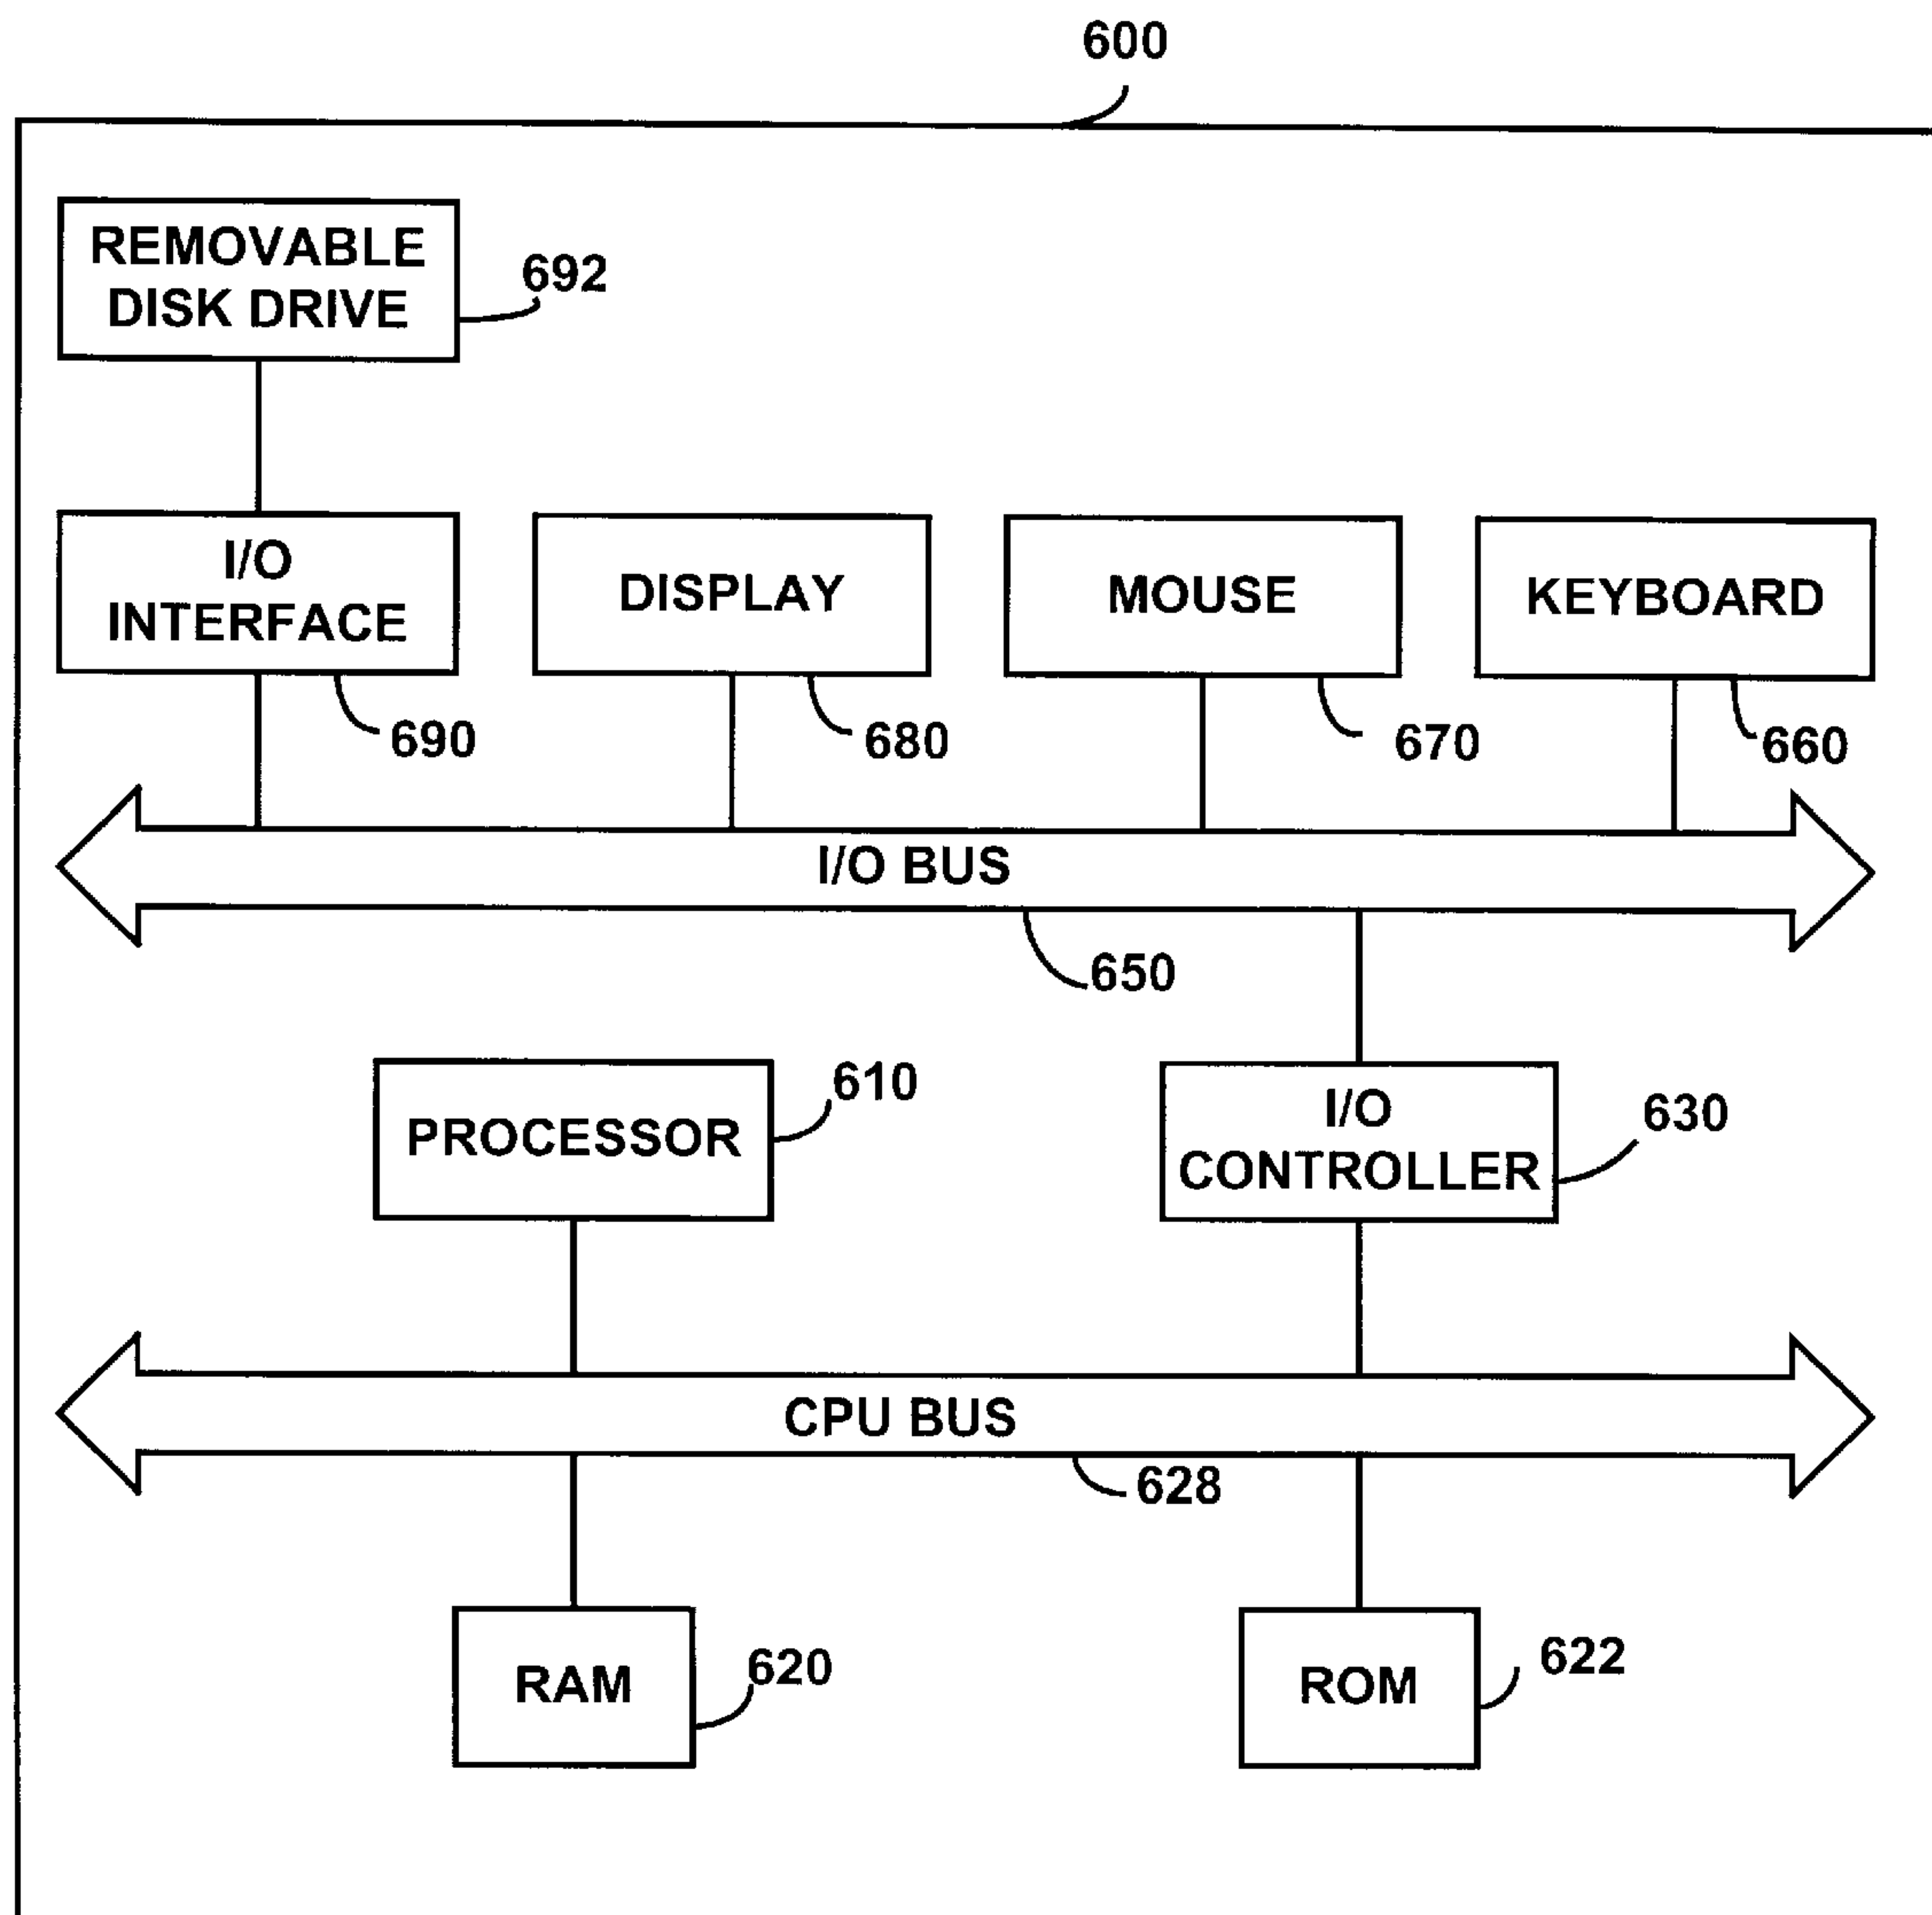 600
REMOVABLE
DISK DRIVE
692
I/O
INTERFACE
DISPLAY
MOUSE
KEYBOARD
690
680
670
660
I/O BUS
650
PROCESSOR
610
I/O
CONTROLLER
630
CPU BUS
628
RAM
620
ROM
622